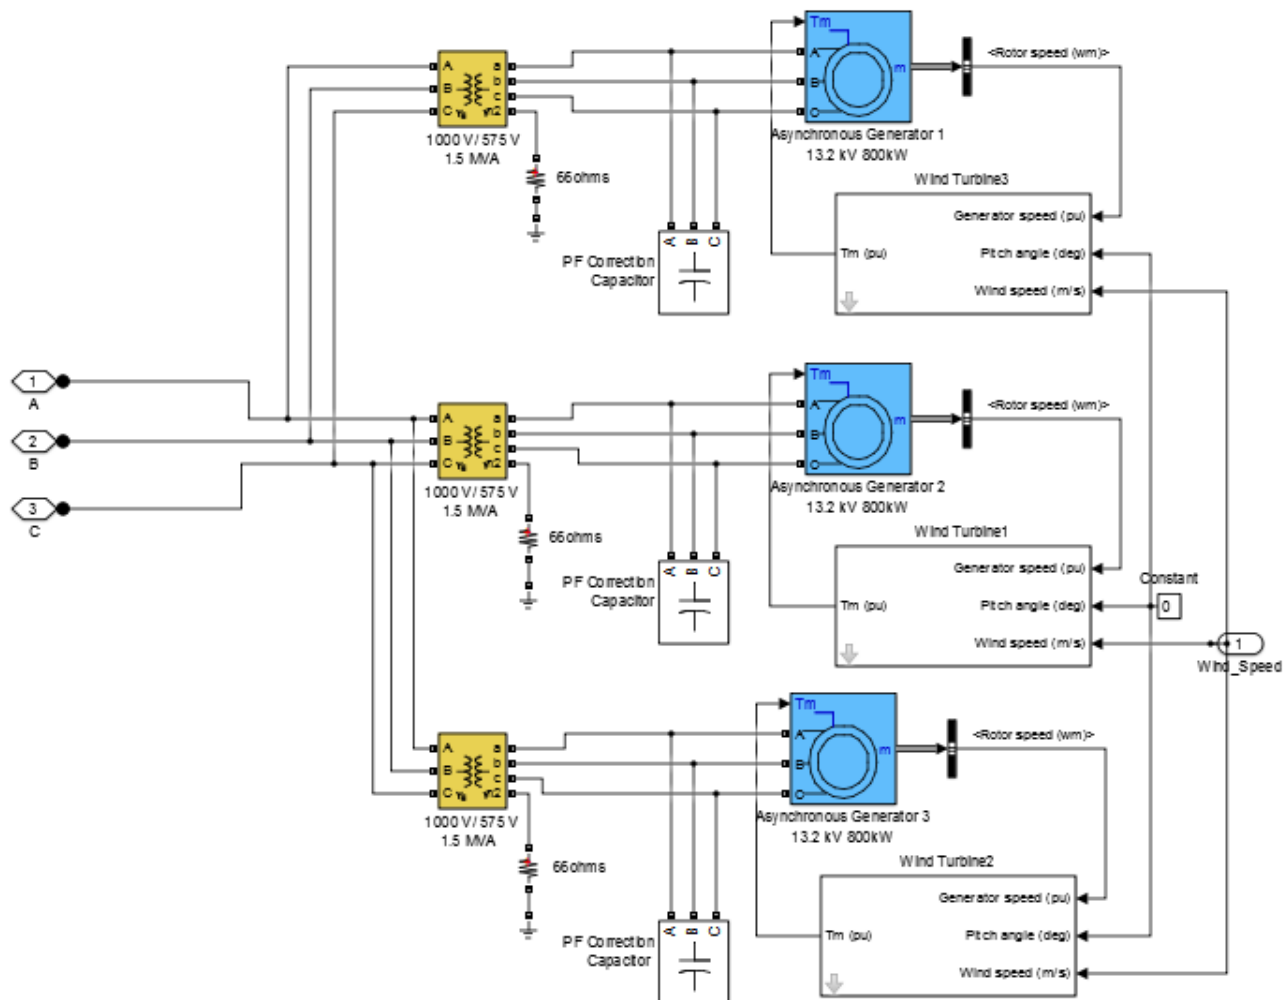 Tm
A
B
C
m
<Rotor speed (wm)>
A
B
C
Yg
a
b
c
n2
1000 V/ 575 V
1.5 MVA
Asynchronous Generator 1
13.2 kV 800kW
66ohms
Wind Turbine3
Generator speed (pu)
Tm (pu)
Pitch angle (deg)
Wind speed (m/s)
A
B
C
PF Correction
Capacitor
1
A
2
B
3
C
Tm
A
B
C
m
<Rotor speed (wm)>
A
B
C
Yg
a
b
c
n2
1000 V/ 575 V
1.5 MVA
Asynchronous Generator 2
13.2 kV 800kW
66ohms
Wind Turbine1
Generator speed (pu)
Tm (pu)
Pitch angle (deg)
Wind speed (m/s)
Constant
0
1
Wind_Speed
A
B
C
PF Correction
Capacitor
Tm
A
B
C
m
<Rotor speed (wm)>
A
B
C
Yg
a
b
c
n2
1000 V/ 575 V
1.5 MVA
Asynchronous Generator 3
13.2 kV 800kW
66ohms
Wind Turbine2
Generator speed (pu)
Tm (pu)
Pitch angle (deg)
Wind speed (m/s)
A
B
C
PF Correction
Capacitor